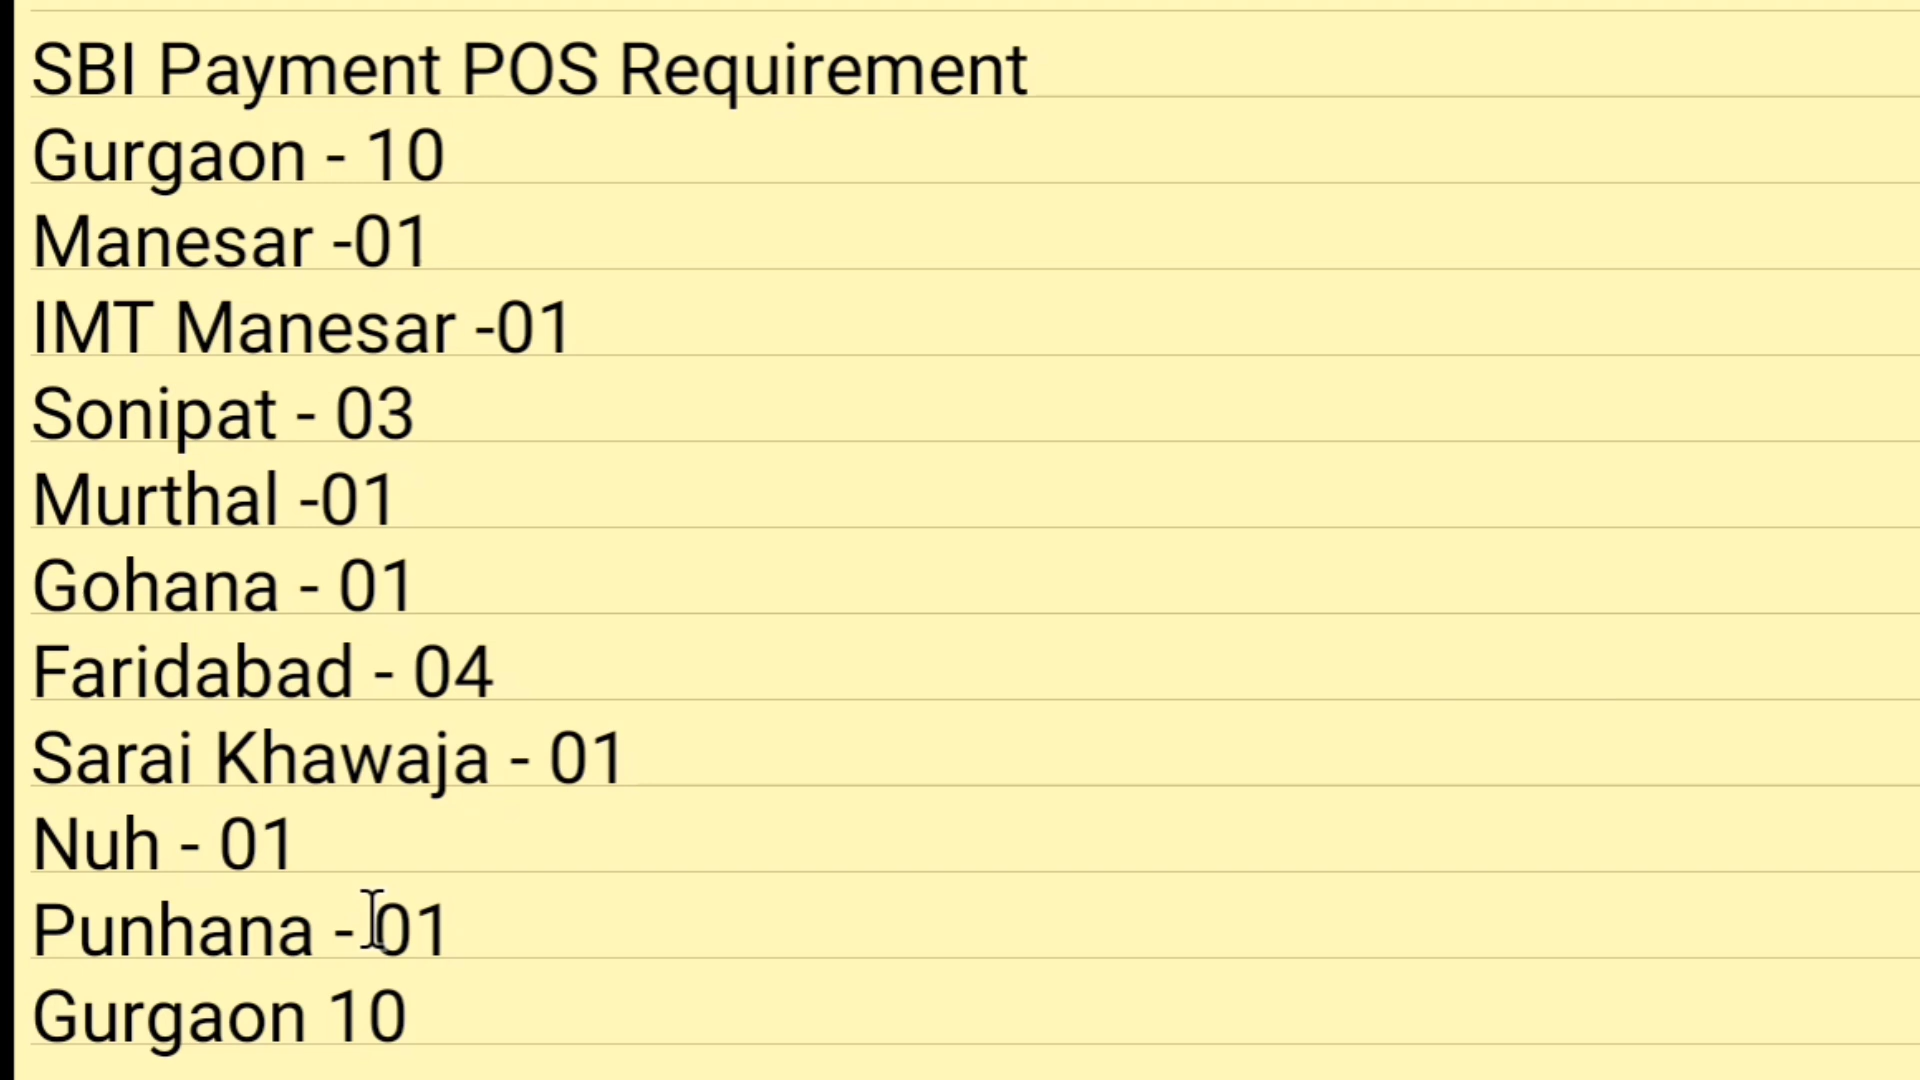 SBI Payment POS Requirement
Gurgaon - 10
Manesar -01
IMT Manesar -01
Sonipat - 03
Murthal -01
Gohana - 01
Faridabad - 04
Sarai Khawaja - 01
Nuh - 01
Punhana - 01
Gurgaon 10